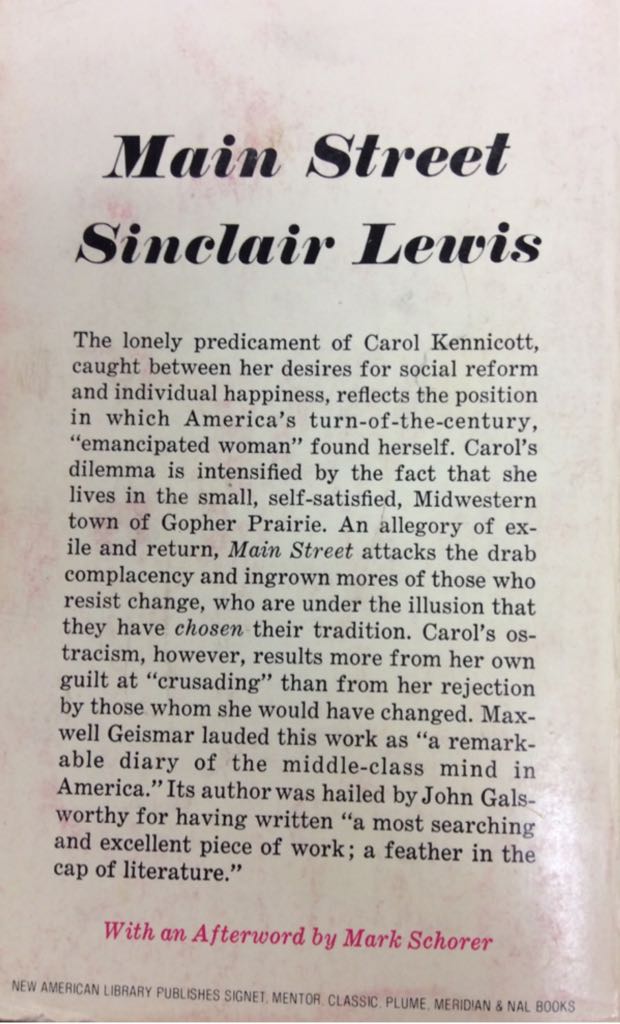 Main Street
Sinclair Lewis
The lonely predicament of Carol Kennicott,
caught between her desires for social reform
and individual happiness, reflects the position
in which America's turn-of-the-century,
“emancipated woman” found herself. Carol's
dilemma is intensified by the fact that she
lives in the small, self-satisfied, Midwestern
town of Gopher Prairie. An allegory of ex-
ile and return, Main Street attacks the drab
complacency and ingrown mores of those who
resist change, who are under the illusion that
they have chosen their tradition. Carol's os-
tracism, however, results more from her own
guilt at “crusading” than from her rejection
by those whom she would have changed. Max-
well Geismar lauded this work as “a remark-
able diary of the middle-class mind in
America.” Its author was hailed by John Gals-
worthy for having written “a most searching
and excellent piece of work; a feather in the
cap of literature.”
With an Afterword by Mark Schorer
NEW AMERICAN LIBRARY PUBLISHES SIGNET, MENTOR, CLASSIC, PLUME, MERIDIAN & NAL BOOKS